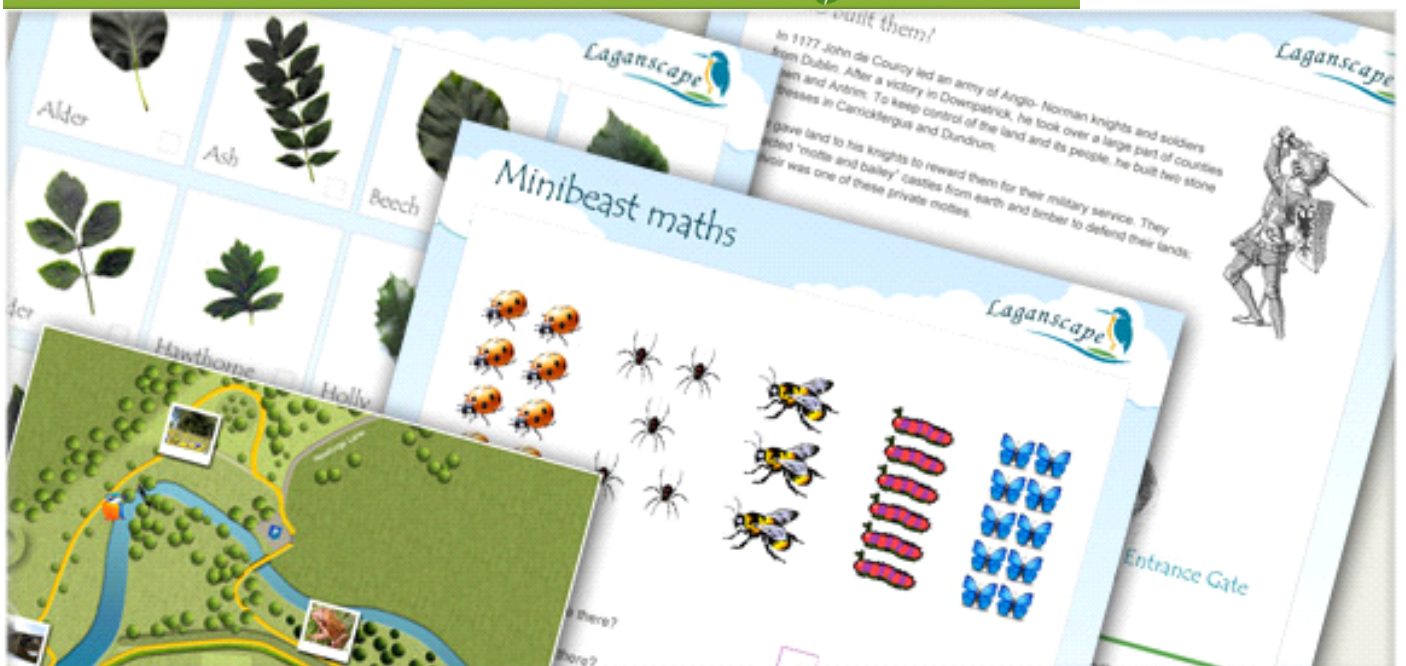 Alder
Ash
Beech
Hawthorne
Holly
Laganscape
Minibeast maths
Laganscape
there?
there?
built them?
In 1177 John de Courcy led an army of Anglo- Norman knights and soldiers
from Dublin. After a victory in Downpatrick, he took over a large part of counties
and Antrim. To keep control of the land and its people, he built two stone
in Carrickfergus and Dundrum.
gave land to his knights to reward them for their military service. They
'motte and bailey' castles from earth and timber to defend their lands:
was one of these private mottes.
Laganscape
Entrance Gate